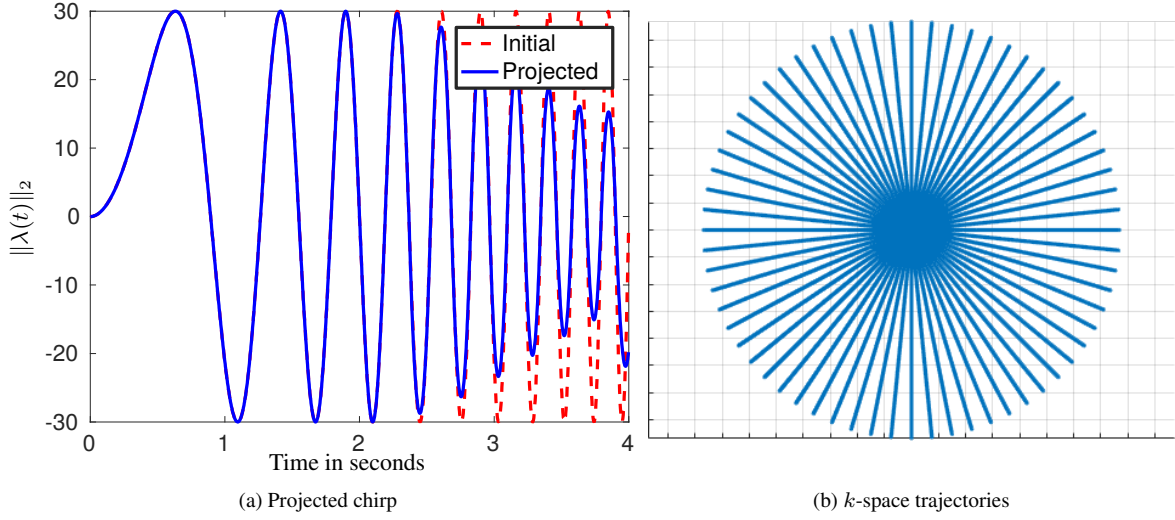 30
20
10
0
-10
-20
-30
‖λ(t)‖₂
Initial
Projected
0 1 2 3 4
Time in seconds
(a) Projected chirp
(b) k-space trajectories